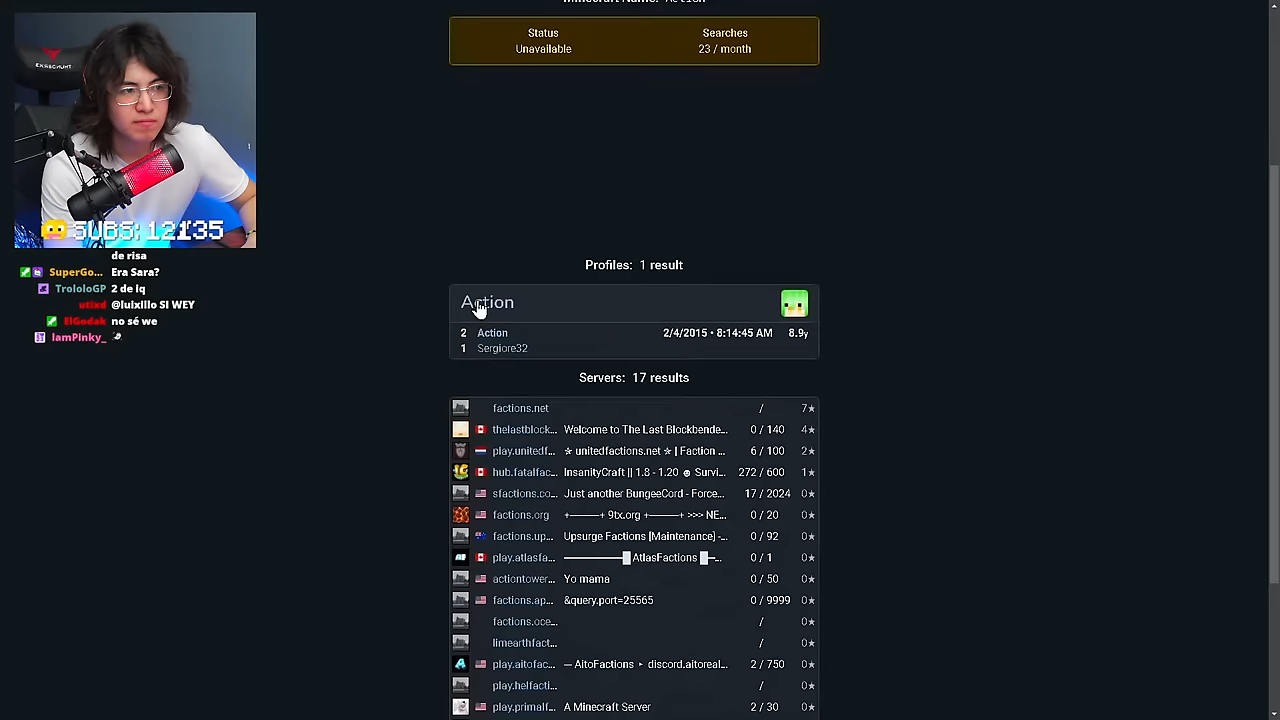 Minecraft Name: Action
Status
Unavailable
Searches
23 / month
SUBS: 12135
de risa
SuperGo... Era Sara?
TrololoGP 2 de iq
utixd @luixillo SI WEY
ElGodak no sé we
IamPinky_
Profiles: 1 result
Action
2 Action 2/4/2015 • 8:14:45 AM 8.9y
1 Sergiore32
Servers: 17 results
factions.net / 7★
thelastblock... Welcome to The Last Blockbende... 0 / 140 4★
play.unitedf... ☆ unitedfactions.net ☆ | Faction ... 6 / 100 2★
hub.fatalfac... InsanityCraft || 1.8 - 1.20 ☻ Survi... 272 / 600 1★
sfactions.co... Just another BungeeCord - Force... 17 / 2024 0★
factions.org +———+ 9tx.org +———+ >>> NE... 0 / 20 0★
factions.up... Upsurge Factions [Maintenance] -... 0 / 92 0★
play.atlasfa... ————█ AtlasFactions █—... 0 / 1 0★
actiontower... Yo mama 0 / 50 0★
factions.ap... &query.port=25565 0 / 9999 0★
factions.oce... / 0★
limearthfact... / 0★
play.aitofac... — AitoFactions ▸ discord.aitoreal... 2 / 750 0★
play.helfacti... / 0★
play.primalf... A Minecraft Server 2 / 30 0★